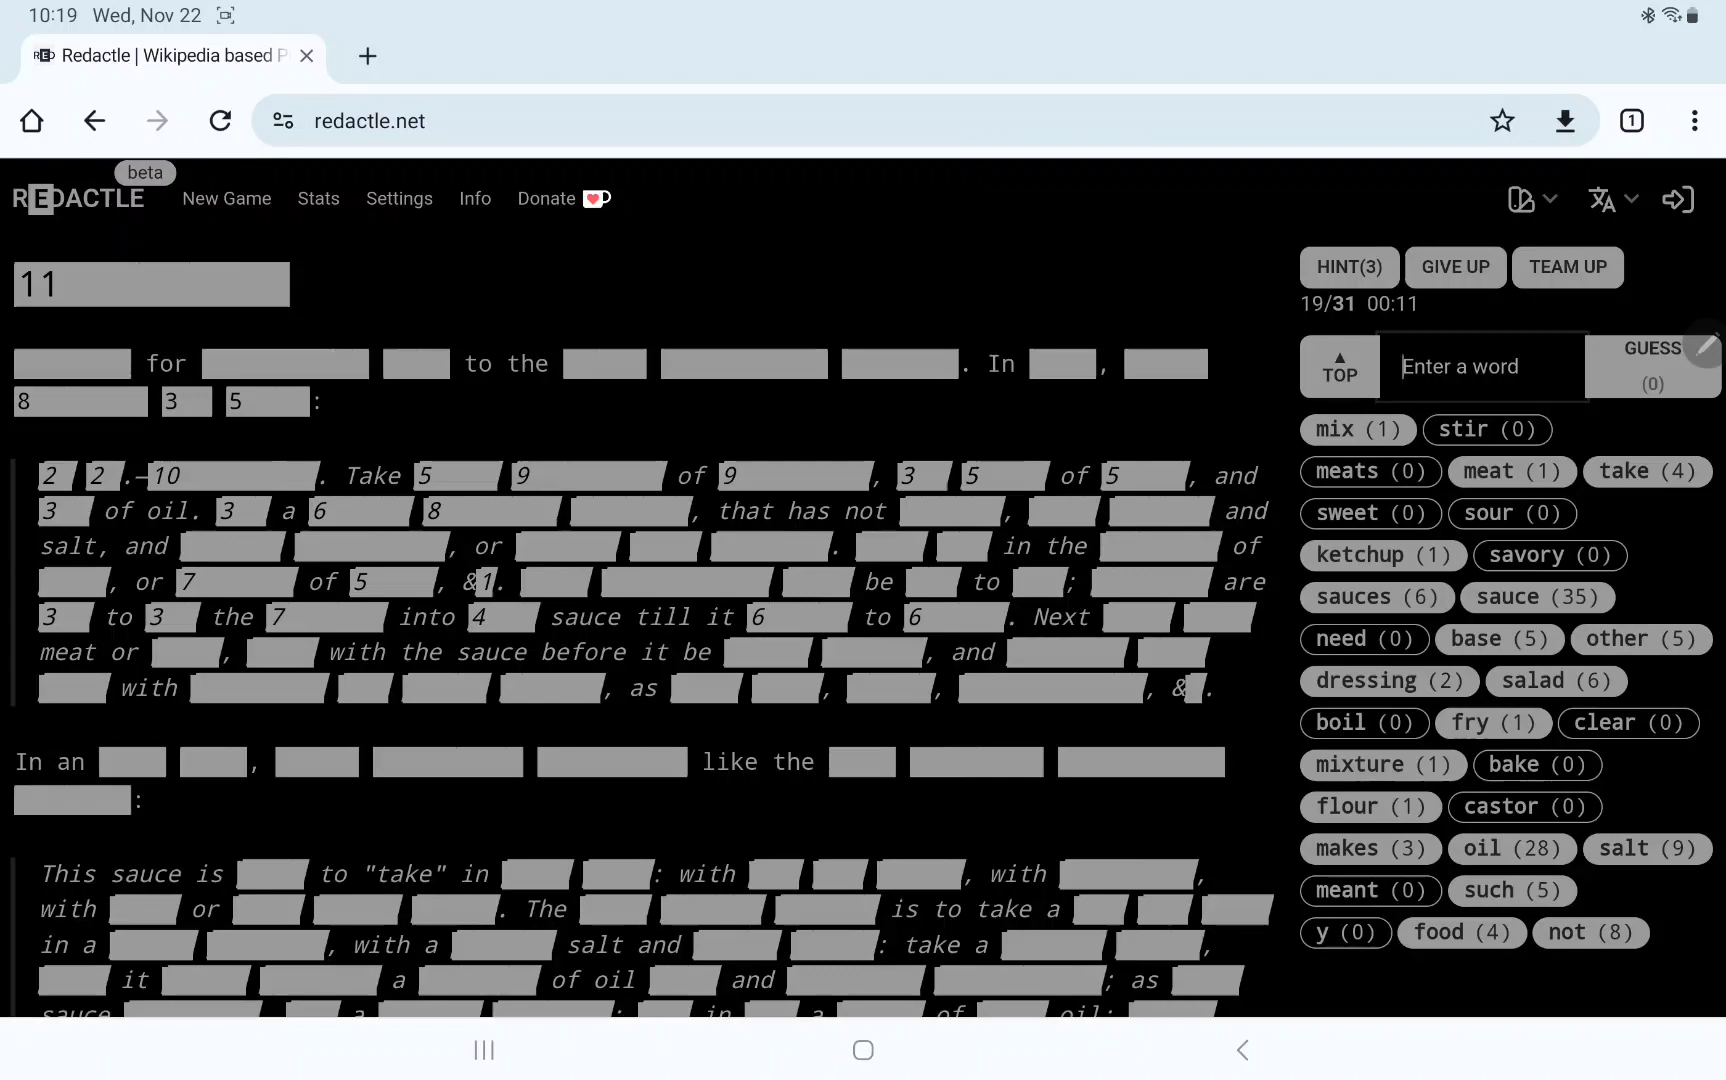 10:19 Wed, Nov 22
REDACTLE | Wikipedia based P
redactle.net
beta
REDACTLE New Game Stats Settings Info Donate
HINT(3) GIVE UP TEAM UP
11
19/31 00:11
for to the . In ,
8 3 5 :
▲ TOP Enter a word GUESS (0)
mix (1) stir (0)
meats (0) meat (1) take (4)
sweet (0) sour (0)
ketchup (1) savory (0)
sauces (6) sauce (35)
need (0) base (5) other (5)
dressing (2) salad (6)
boil (0) fry (1) clear (0)
mixture (1) bake (0)
flour (1) castor (0)
makes (3) oil (28) salt (9)
meant (0) such (5)
y (0) food (4) not (8)
2 2 .—10 . Take 5 9 of 9 , 3 5 of 5 , and
3 of oil. 3 a 6 8 , that has not , and
salt, and , or . in the of
, or 7 of 5 , &1. be to ; are
3 to 3 the 7 into 4 sauce till it 6 to 6 . Next
meat or , with the sauce before it be , and
with , as , , , &.
In an , like the
:
This sauce is to "take" in : with , with ,
with or . The is to take a
in a , with a salt and : take a ,
it a of oil and ; as
sauce , a ; in a of oil;